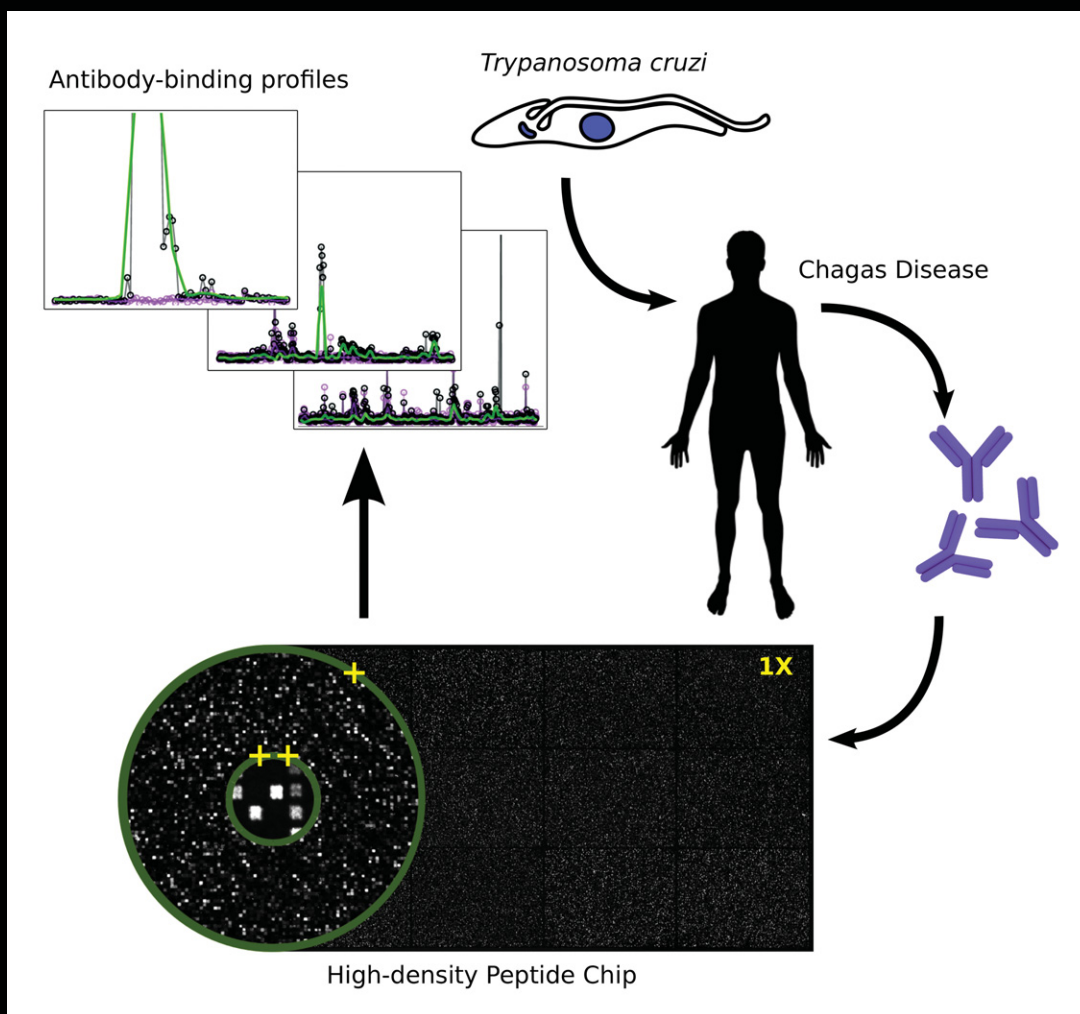 Antibody-binding profiles
Trypanosoma cruzi
Chagas Disease
1X
High-density Peptide Chip